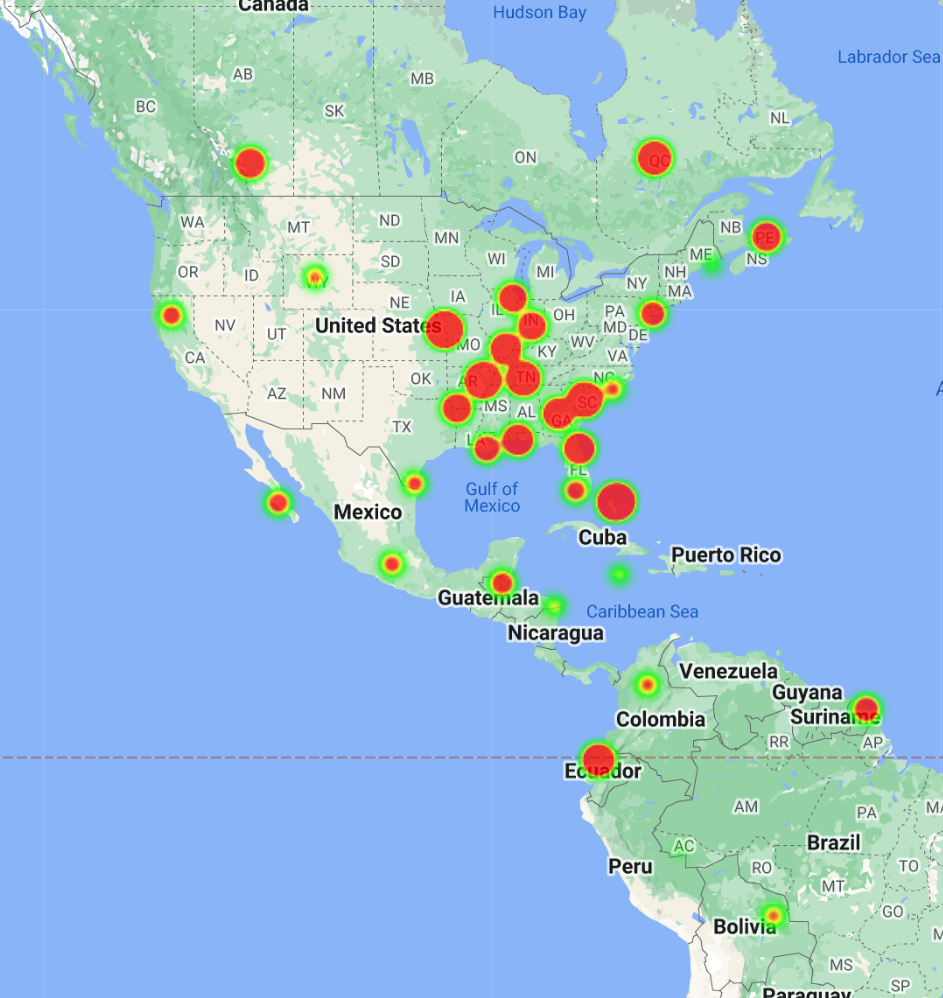 Canada
Hudson Bay
Labrador Sea
AB
MB
BC
SK
NL
ON
QC
WA
MT
ND
NB
PE
MN
ME
NS
OR
ID
WY
SD
WI
MI
NH
NY
MA
NE
IA
IL
IN
OH
PA
United States
NV
UT
MO
MD
DE
CA
KY
WV
VA
AZ
NM
OK
AR
TN
NC
SC
MS
AL
GA
TX
LA
FL
Gulf of
Mexico
Mexico
Cuba
Puerto Rico
Guatemala
Caribbean Sea
Nicaragua
Venezuela
Guyana
Suriname
Colombia
RR
AP
Ecuador
AM
PA
MA
Brazil
AC
Peru
RO
TO
MT
GO
Bolivia
MS
SP
Paraguay